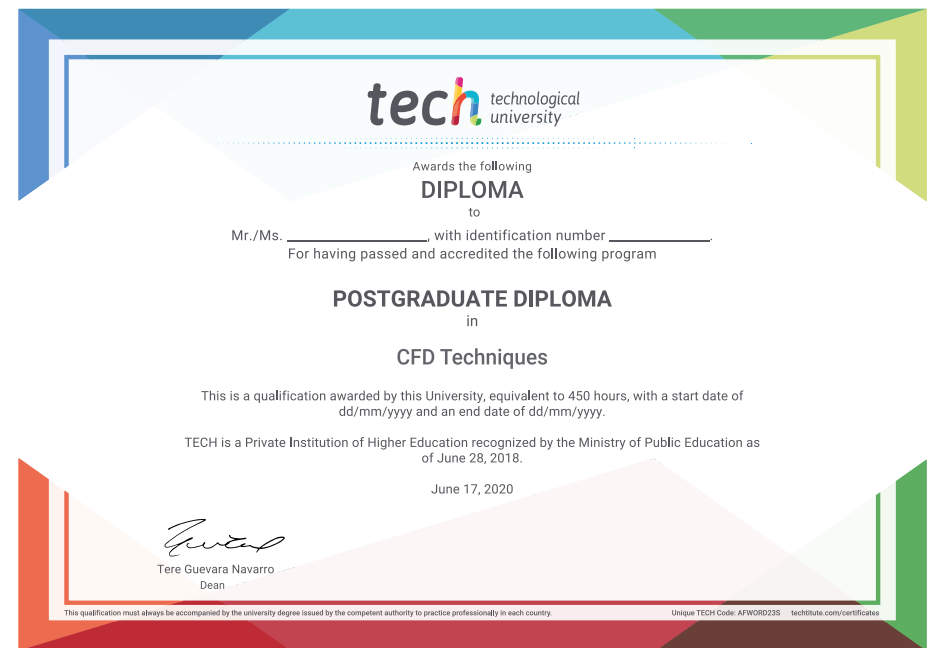 tech technological
university
Awards the following
DIPLOMA
to
Mr./Ms. ____________, with identification number ____________.
For having passed and accredited the following program
POSTGRADUATE DIPLOMA
in
CFD Techniques
This is a qualification awarded by this University, equivalent to 450 hours, with a start date of
dd/mm/yyyy and an end date of dd/mm/yyyy.
TECH is a Private Institution of Higher Education recognized by the Ministry of Public Education as
of June 28, 2018.
June 17, 2020
Tere Guevara Navarro
Dean
This qualification must always be accompanied by the university degree issued by the competent authority to practice professionally in each country. Unique TECH Code: AFWORD23S techtitute.com/certificates